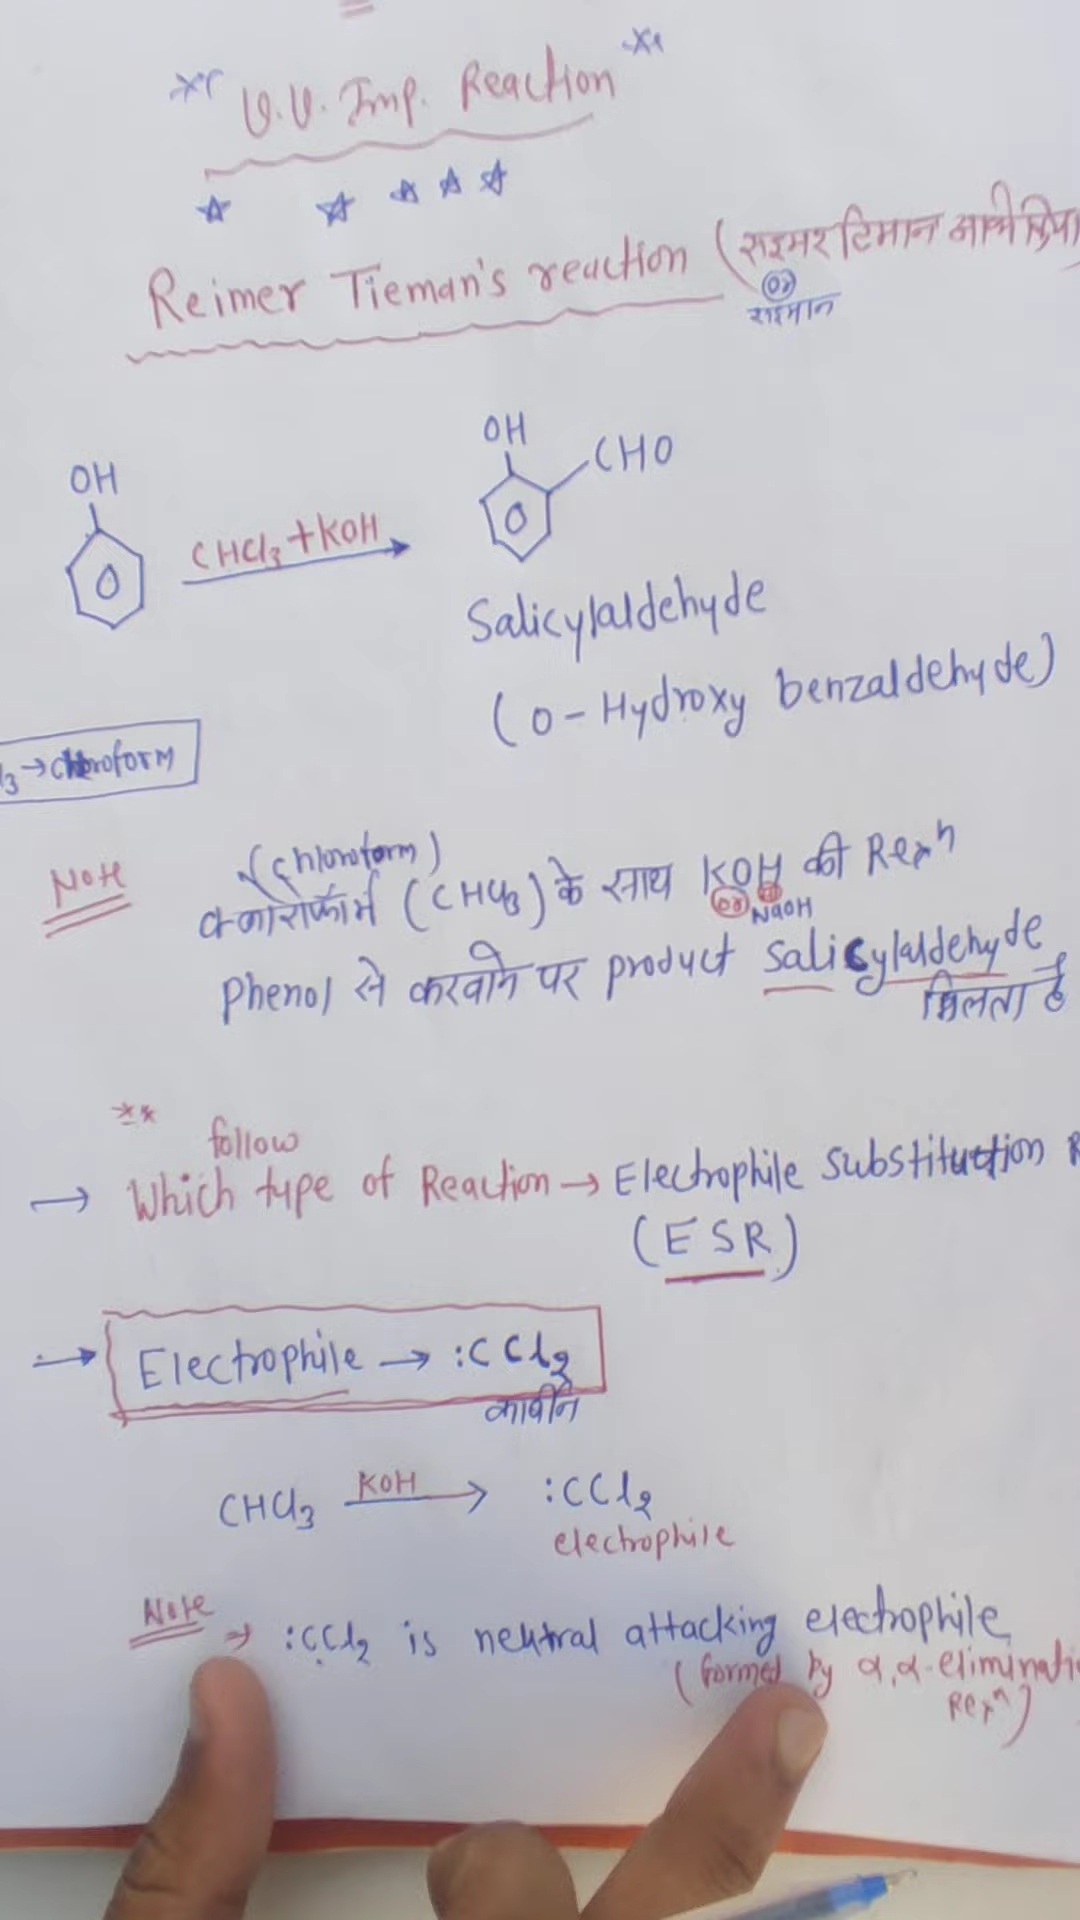 V.V. Imp. Reaction
Reimer Tieman's reaction (राइमर टिमान अभिक्रिया
(or)
राइमान
OH
CHCl3 + KOH
OH
CHO
Salicylaldehyde
(O - Hydroxy benzaldehyde)
3 → Chloroform
Note
(Chloroform)
क्लोरोफॉर्म (CHCl3) के साथ KOH की Rexn
(or) NaOH
Phenol से करवाने पर product Salicylaldehyde
मिलता है
follow
→ Which type of Reaction → Electrophile substitution R
(ESR)
→ Electrophile → :CCl2
कार्बीन
CHCl3 KOH → :CCl2
electrophile
Note ⇒ :CCl2 is neutral attacking electrophile
(formed by α,α-eliminati
Rexn)